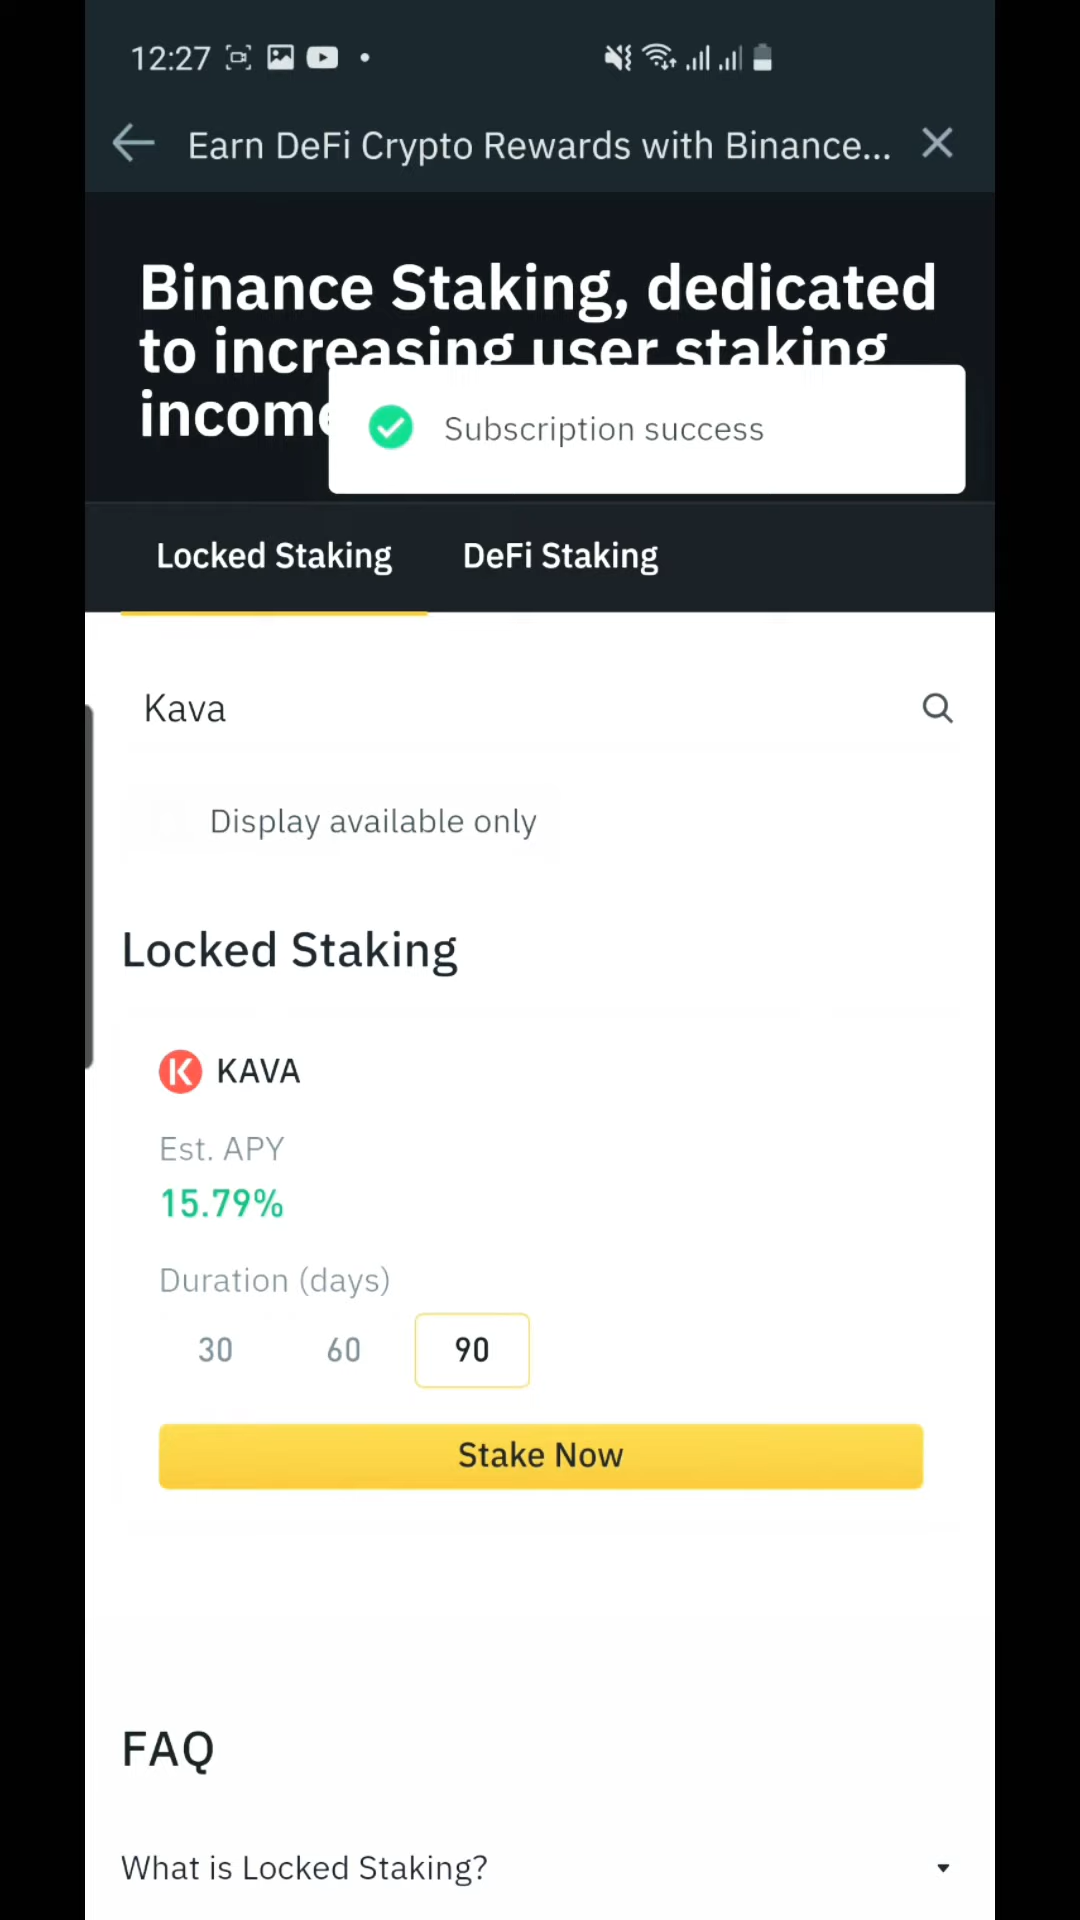 12:27
Earn DeFi Crypto Rewards with Binance...
Binance Staking, dedicated
to increasing user staking
income
Subscription success
Locked Staking DeFi Staking
Kava
Display available only
Locked Staking
KAVA
Est. APY
15.79%
Duration (days)
30 60 90
Stake Now
FAQ
What is Locked Staking?